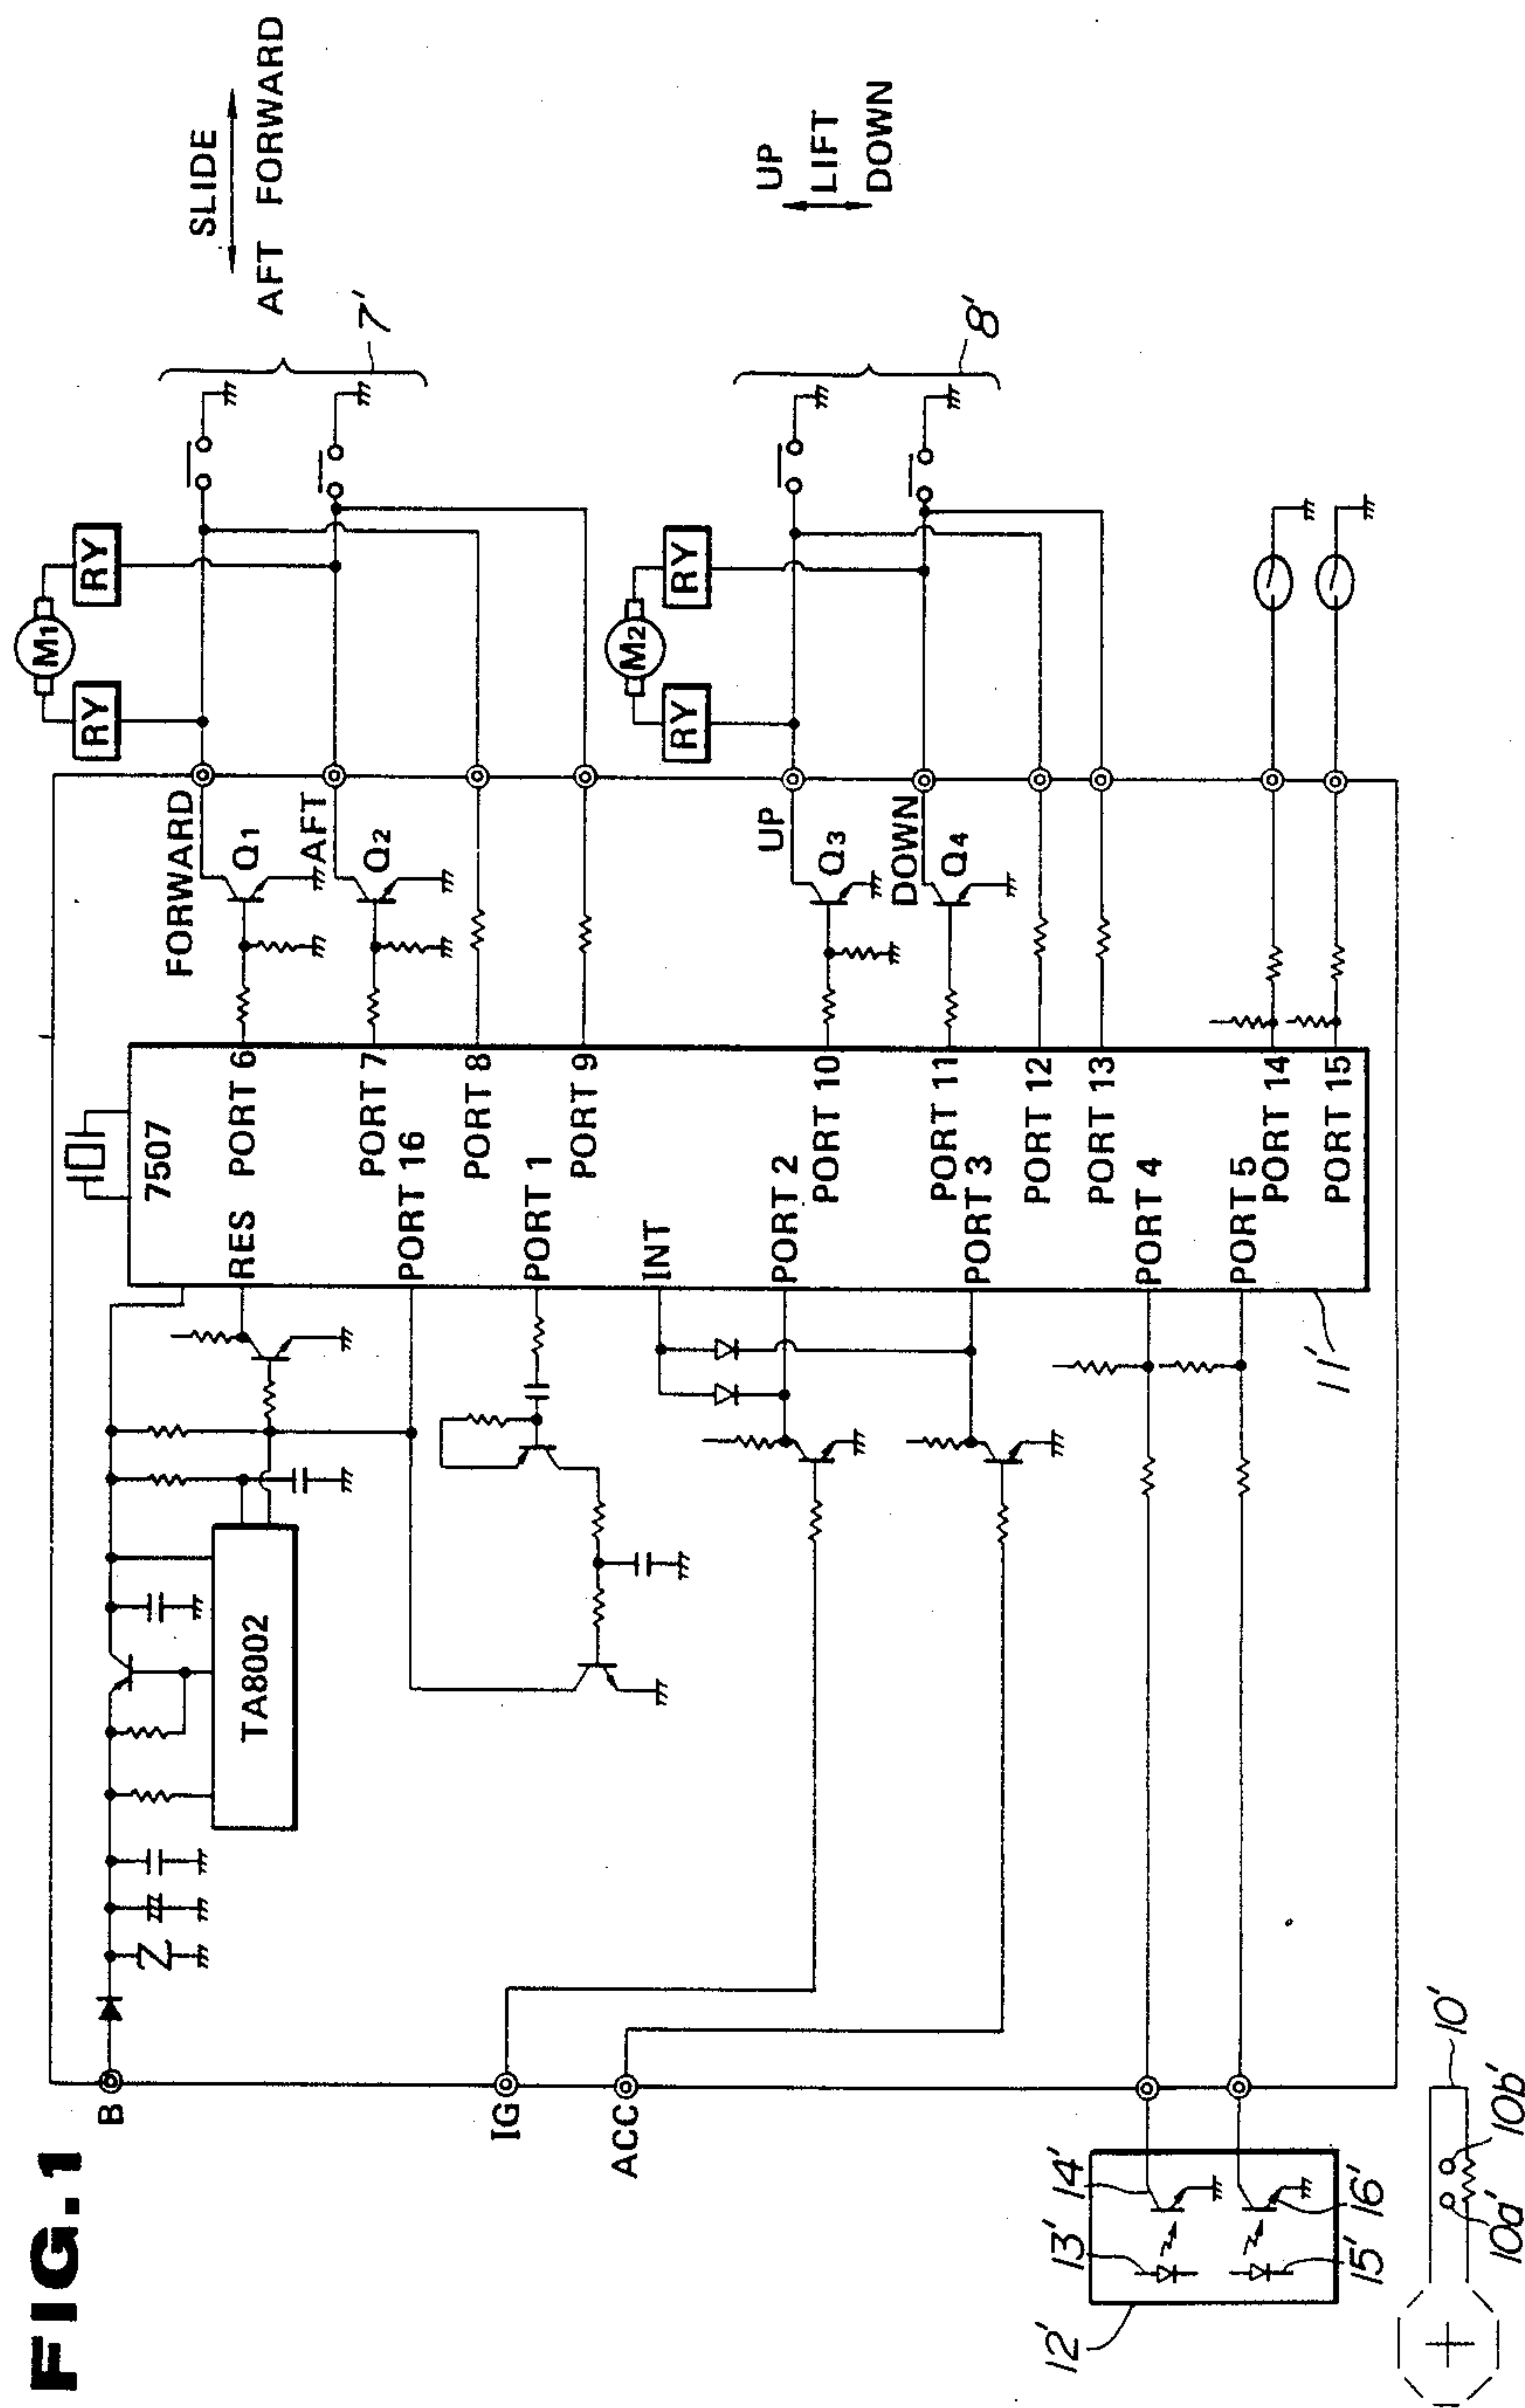 FIG. 1
B
IG
ACC
TA8002
7507
RES
PORT 16
PORT 1
INT
PORT 2
PORT 3
PORT 4
PORT 5
PORT 6
PORT 7
PORT 8
PORT 9
PORT 10
PORT 11
PORT 12
PORT 13
PORT 14
PORT 15
11'
FORWARD
Q1
AFT
Q2
UP
Q3
DOWN
Q4
M1
RY
RY
M2
RY
RY
7'
8'
SLIDE
AFT FORWARD
UP
LIFT
DOWN
12'
13'
14'
15'
16'
10'
10a'
10b'
Z